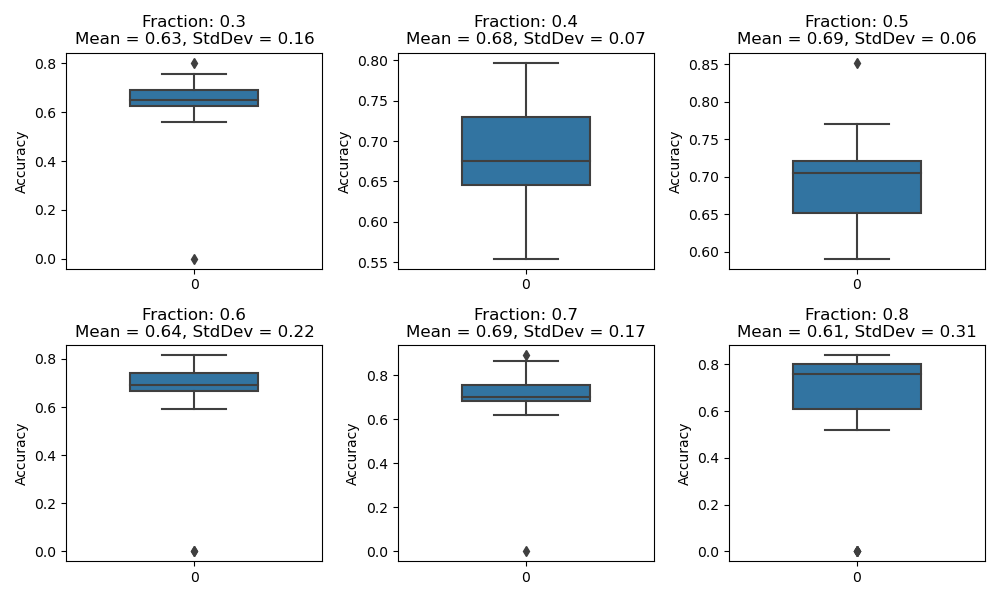 Fraction: 0.3
Mean = 0.63, StdDev = 0.16
Accuracy
0.8
0.6
0.4
0.2
0.0
0
Fraction: 0.4
Mean = 0.68, StdDev = 0.07
Accuracy
0.80
0.75
0.70
0.65
0.60
0.55
0
Fraction: 0.5
Mean = 0.69, StdDev = 0.06
Accuracy
0.85
0.80
0.75
0.70
0.65
0.60
0
Fraction: 0.6
Mean = 0.64, StdDev = 0.22
Accuracy
0.8
0.6
0.4
0.2
0.0
0
Fraction: 0.7
Mean = 0.69, StdDev = 0.17
Accuracy
0.8
0.6
0.4
0.2
0.0
0
Fraction: 0.8
Mean = 0.61, StdDev = 0.31
Accuracy
0.8
0.6
0.4
0.2
0.0
0